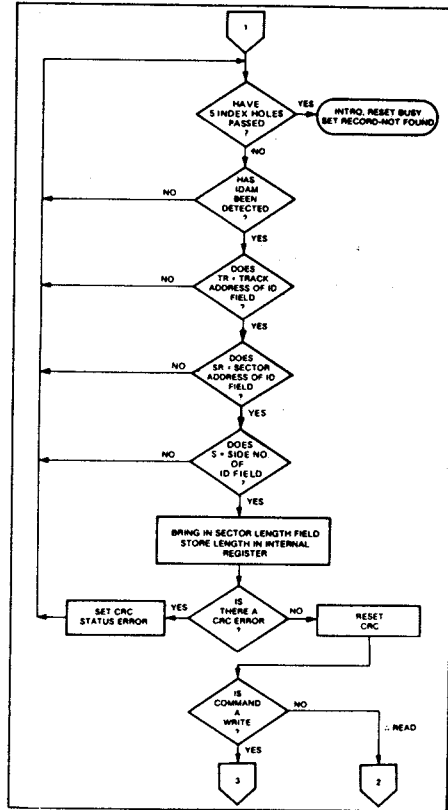 1
HAVE
5 INDEX HOLES
PASSED
?
YES
INTRQ, RESET BUSY
SET RECORD-NOT FOUND
NO
HAS
IDAM
BEEN
DETECTED
?
NO
YES
DOES
TR = TRACK
ADDRESS OF ID
FIELD
?
NO
YES
DOES
SR = SECTOR
ADDRESS OF ID
FIELD
?
NO
YES
DOES
S = SIDE NO.
OF
ID FIELD
?
NO
YES
BRING IN SECTOR LENGTH FIELD
STORE LENGTH IN INTERNAL
REGISTER
SET CRC
STATUS ERROR
YES
IS
THERE A
CRC ERROR
?
NO
RESET
CRC
IS
COMMAND
A
WRITE
?
NO
∴ READ
YES
3
2